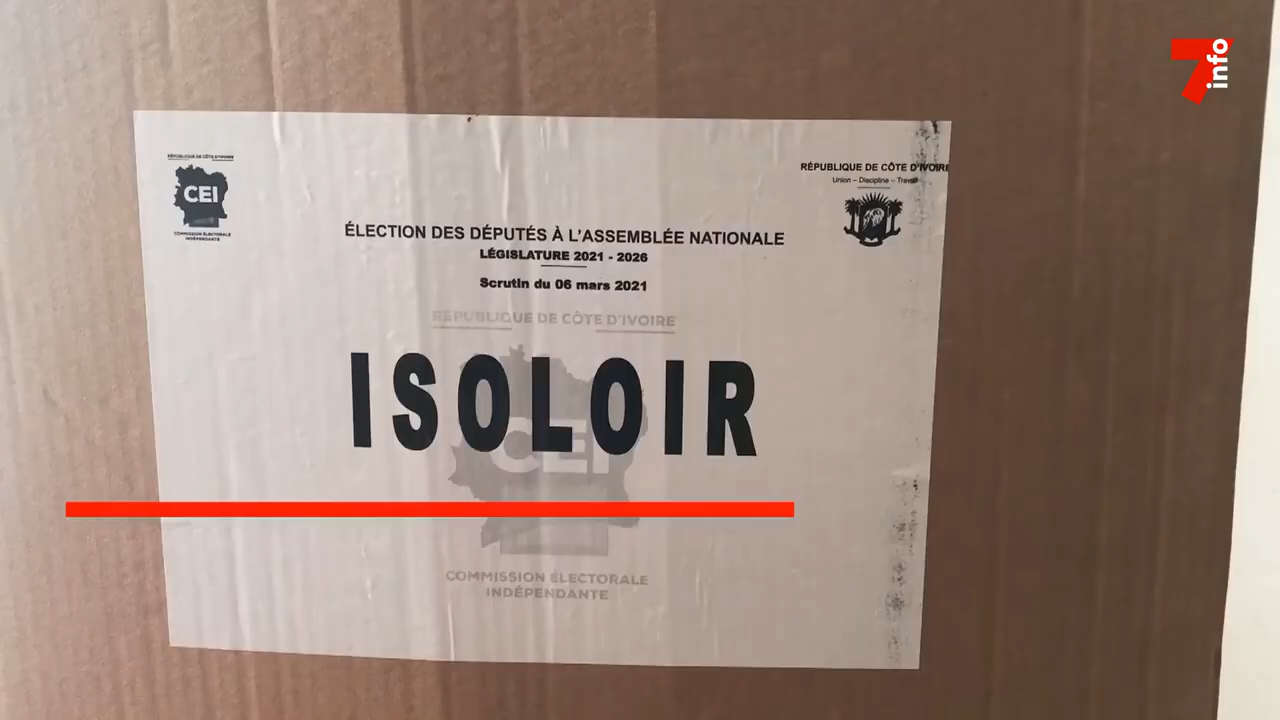 7info
RÉPUBLIQUE DE CÔTE D'IVOIRE
CEI
COMMISSION ÉLECTORALE
INDÉPENDANTE
RÉPUBLIQUE DE CÔTE D'IVOIRE
Union – Discipline – Travail
ÉLECTION DES DÉPUTÉS À L'ASSEMBLÉE NATIONALE
LÉGISLATURE 2021 - 2026
Scrutin du 06 mars 2021
RÉPUBLIQUE DE CÔTE D'IVOIRE
ISOLOIR
CEI
COMMISSION ÉLECTORALE
INDÉPENDANTE